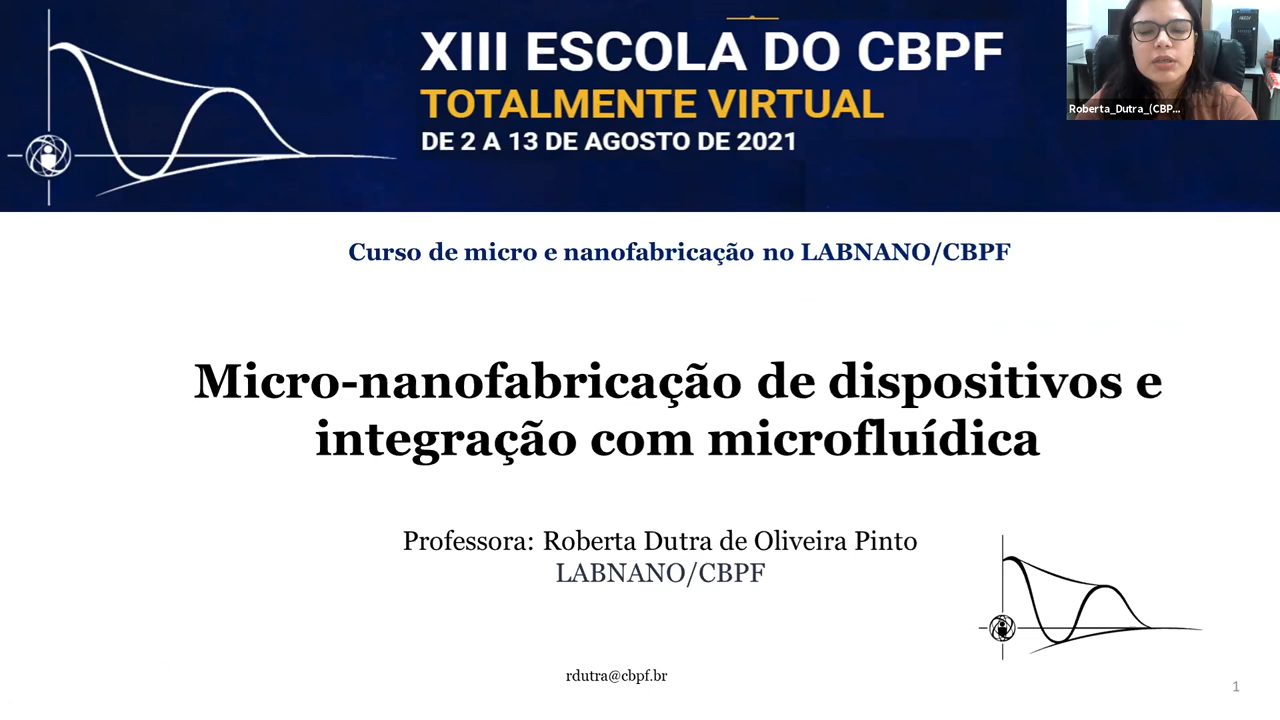 XIII ESCOLA DO CBPF
TOTALMENTE VIRTUAL
DE 2 A 13 DE AGOSTO DE 2021
Roberta_Dutra_(CBP...
Curso de micro e nanofabricação no LABNANO/CBPF
Micro-nanofabricação de dispositivos e
integração com microfluídica
Professora: Roberta Dutra de Oliveira Pinto
LABNANO/CBPF
rdutra@cbpf.br
1